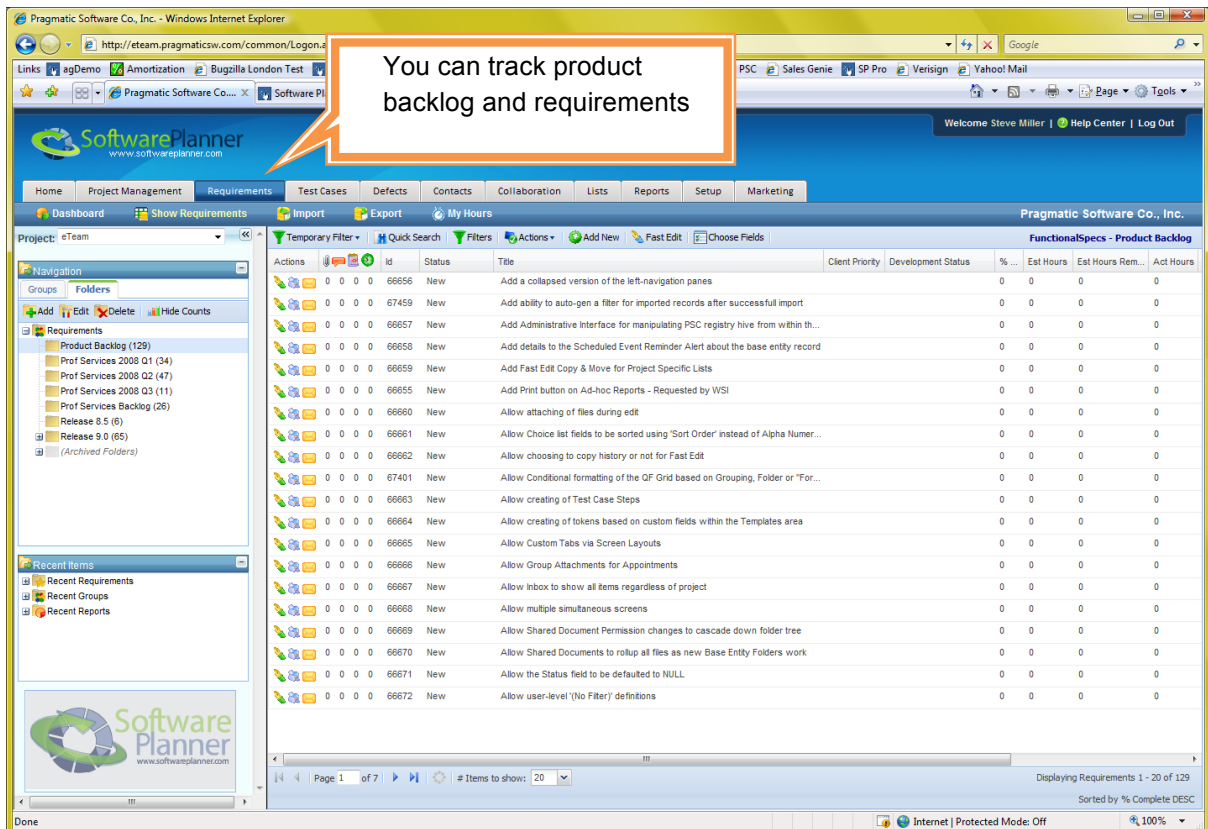 Pragmatic Software Co., Inc. - Windows Internet Explorer
http://eteam.pragmaticsw.com/common/Logon.a
Google
Links agDemo Amortization Bugzilla London Test
PSC Sales Genie SP Pro Verisign Yahoo! Mail
Pragmatic Software Co.... X Software Pl
Page Tools
You can track product
backlog and requirements
SoftwarePlanner
www.softwareplanner.com
Welcome Steve Miller | Help Center | Log Out
Home Project Management Requirements Test Cases Defects Contacts Collaboration Lists Reports Setup Marketing
Dashboard Show Requirements Import Export My Hours Pragmatic Software Co., Inc.
Project: eTeam
Temporary Filter Quick Search Filters Actions Add New Fast Edit Choose Fields FunctionalSpecs - Product Backlog
Navigation
Groups Folders
Add Edit Delete Hide Counts
Requirements
Product Backlog (129)
Prof Services 2008 Q1 (34)
Prof Services 2008 Q2 (47)
Prof Services 2008 Q3 (11)
Prof Services Backlog (26)
Release 8.5 (6)
Release 9.0 (65)
(Archived Folders)
Recent Items
Recent Requirements
Recent Groups
Recent Reports
Software
Planner
www.softwareplanner.com
Actions Id Status Title Client Priority Development Status % ... Est Hours Est Hours Rem... Act Hours
0 0 0 0 66656 New Add a collapsed version of the left-navigation panes 0 0 0 0
0 0 0 0 67459 New Add ability to auto-gen a filter for imported records after successfull import 0 0 0 0
0 0 0 0 66657 New Add Administrative Interface for manipulating PSC registry hive from within th... 0 0 0 0
0 0 0 0 66658 New Add details to the Scheduled Event Reminder Alert about the base entity record 0 0 0 0
0 0 0 0 66659 New Add Fast Edit Copy & Move for Project Specific Lists 0 0 0 0
0 0 0 0 66655 New Add Print button on Ad-hoc Reports - Requested by WSI 0 0 0 0
0 0 0 0 66660 New Allow attaching of files during edit 0 0 0 0
0 0 0 0 66661 New Allow Choice list fields to be sorted using 'Sort Order' instead of Alpha Numer... 0 0 0 0
0 0 0 0 66662 New Allow choosing to copy history or not for Fast Edit 0 0 0 0
0 0 0 0 67401 New Allow Conditional formatting of the QF Grid based on Grouping, Folder or "For... 0 0 0 0
0 0 0 0 66663 New Allow creating of Test Case Steps 0 0 0 0
0 0 0 0 66664 New Allow creating of tokens based on custom fields within the Templates area 0 0 0 0
0 0 0 0 66665 New Allow Custom Tabs via Screen Layouts 0 0 0 0
0 0 0 0 66666 New Allow Group Attachments for Appointments 0 0 0 0
0 0 0 0 66667 New Allow Inbox to show all items regardless of project 0 0 0 0
0 0 0 0 66668 New Allow multiple simultaneous screens 0 0 0 0
0 0 0 0 66669 New Allow Shared Document Permission changes to cascade down folder tree 0 0 0 0
0 0 0 0 66670 New Allow Shared Documents to rollup all files as new Base Entity Folders work 0 0 0 0
0 0 0 0 66671 New Allow the Status field to be defaulted to NULL 0 0 0 0
0 0 0 0 66672 New Allow user-level '(No Filter)' definitions 0 0 0 0
Page 1 of 7 # Items to show: 20 Displaying Requirements 1 - 20 of 129
Sorted by % Complete DESC
Done Internet | Protected Mode: Off 100%